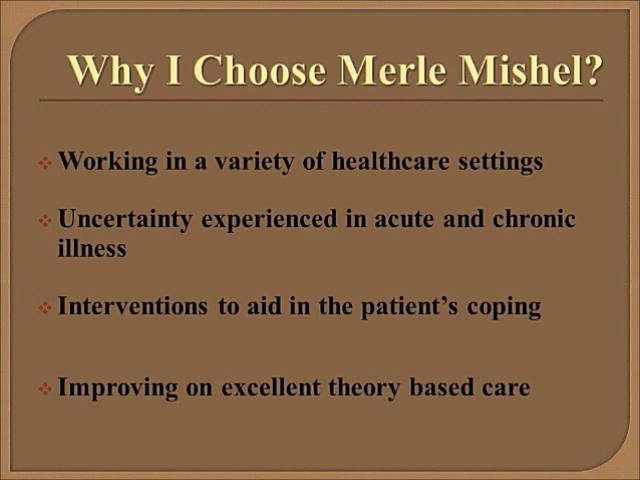 Why I Choose Merle Mishel?
Working in a variety of healthcare settings
Uncertainty experienced in acute and chronic
illness
Interventions to aid in the patient's coping
Improving on excellent theory based care